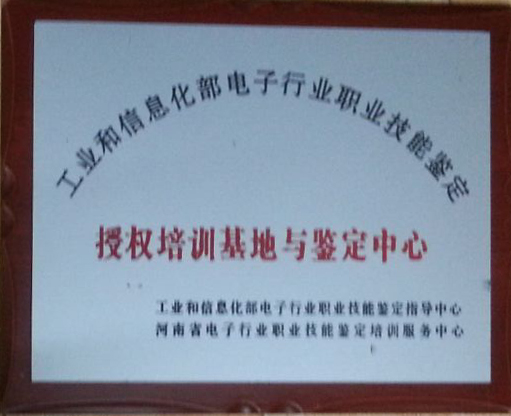 工业和信息化部电子行业职业技能鉴定
授权培训基地与鉴定中心
工业和信息化部电子行业职业技能鉴定指导中心
河南省电子行业职业技能鉴定培训服务中心